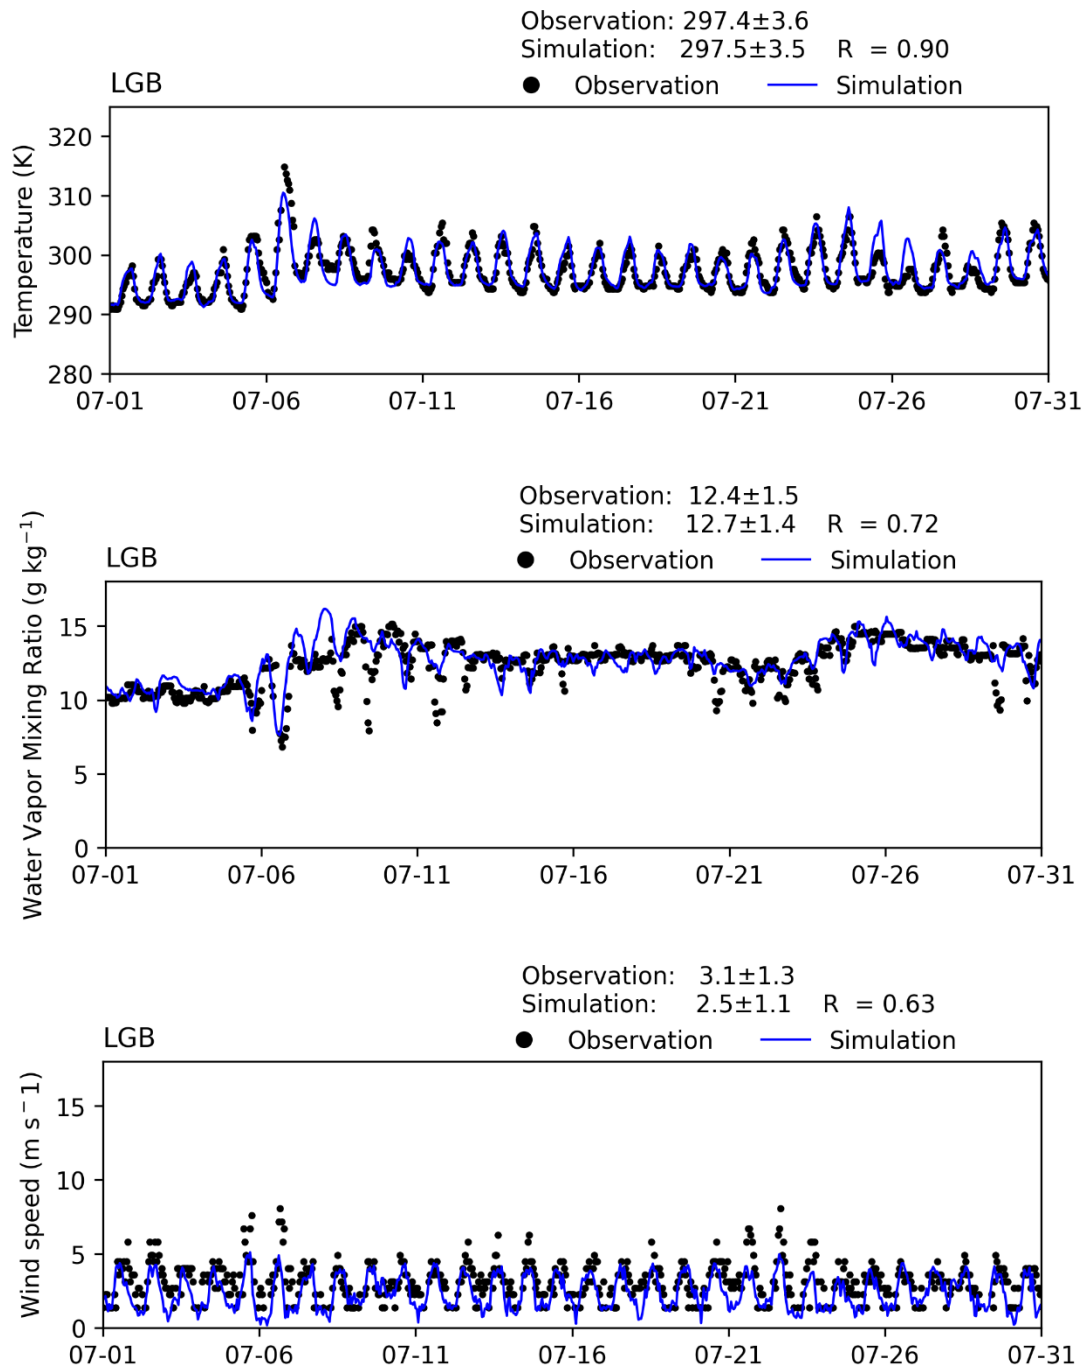 Observation: 297.4±3.6
Simulation: 297.5±3.5 R = 0.90
LGB
Observation Simulation
Temperature (K)
320
310
300
290
280
07-01 07-06 07-11 07-16 07-21 07-26 07-31
Observation: 12.4±1.5
Simulation: 12.7±1.4 R = 0.72
LGB
Observation Simulation
Water Vapor Mixing Ratio (g kg⁻¹)
15
10
5
0
07-01 07-06 07-11 07-16 07-21 07-26 07-31
Observation: 3.1±1.3
Simulation: 2.5±1.1 R = 0.63
LGB
Observation Simulation
Wind speed (m s⁻1)
15
10
5
0
07-01 07-06 07-11 07-16 07-21 07-26 07-31